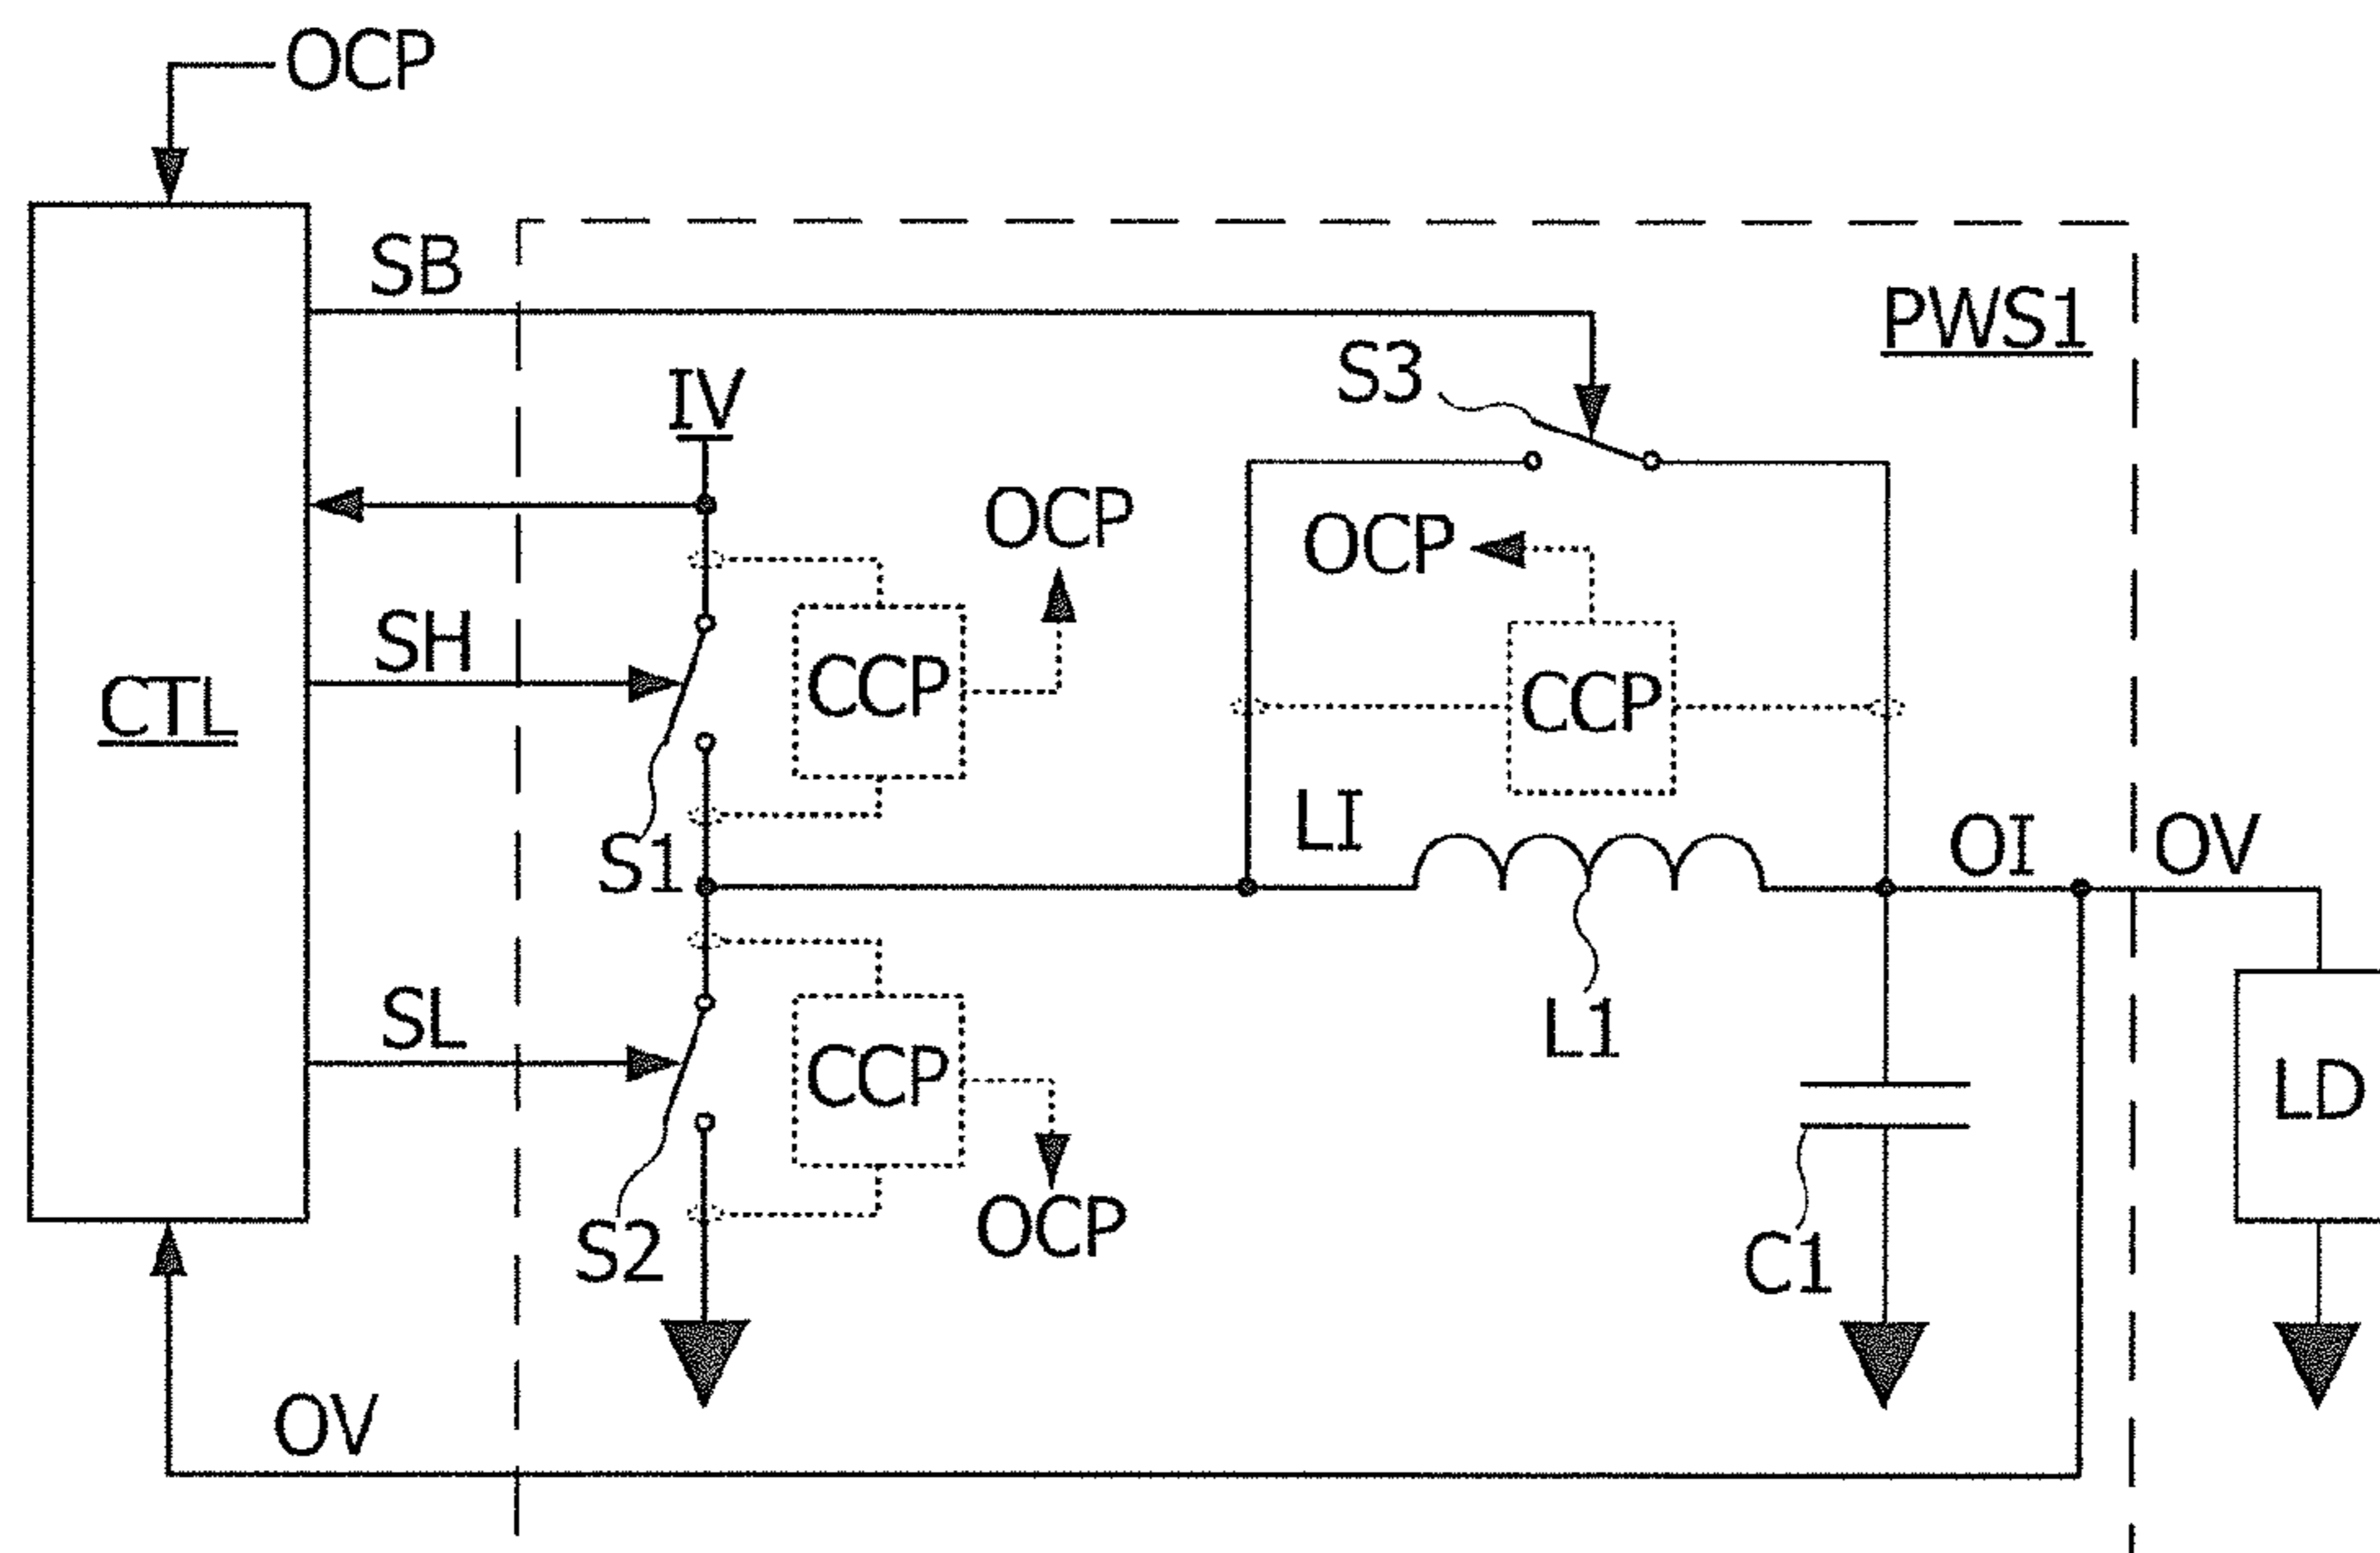 OCP
SB
PWS1
S3
IV
OCP
OCP
SH
CCP
CCP
CTL
LI
S1
OI
OV
SL
CCP
L1
LD
OCP
S2
C1
OV